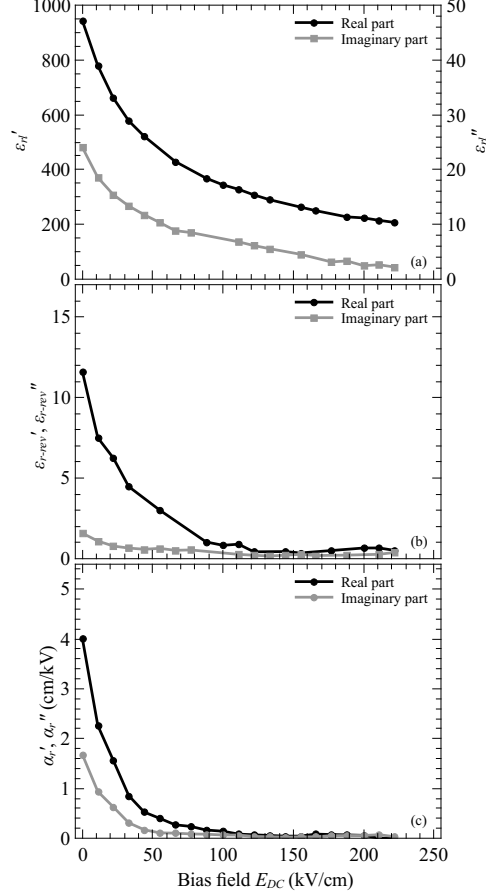 1000
800
600
400
200
0
εrl′
50
40
30
20
10
0
εrl″
Real part
Imaginary part
(a)
15
10
5
0
εr-rev′, εr-rev″
Real part
Imaginary part
(b)
5
4
3
2
1
0
αr′, αr″ (cm/kV)
Real part
Imaginary part
(c)
0 50 100 150 200 250
Bias field EDC (kV/cm)